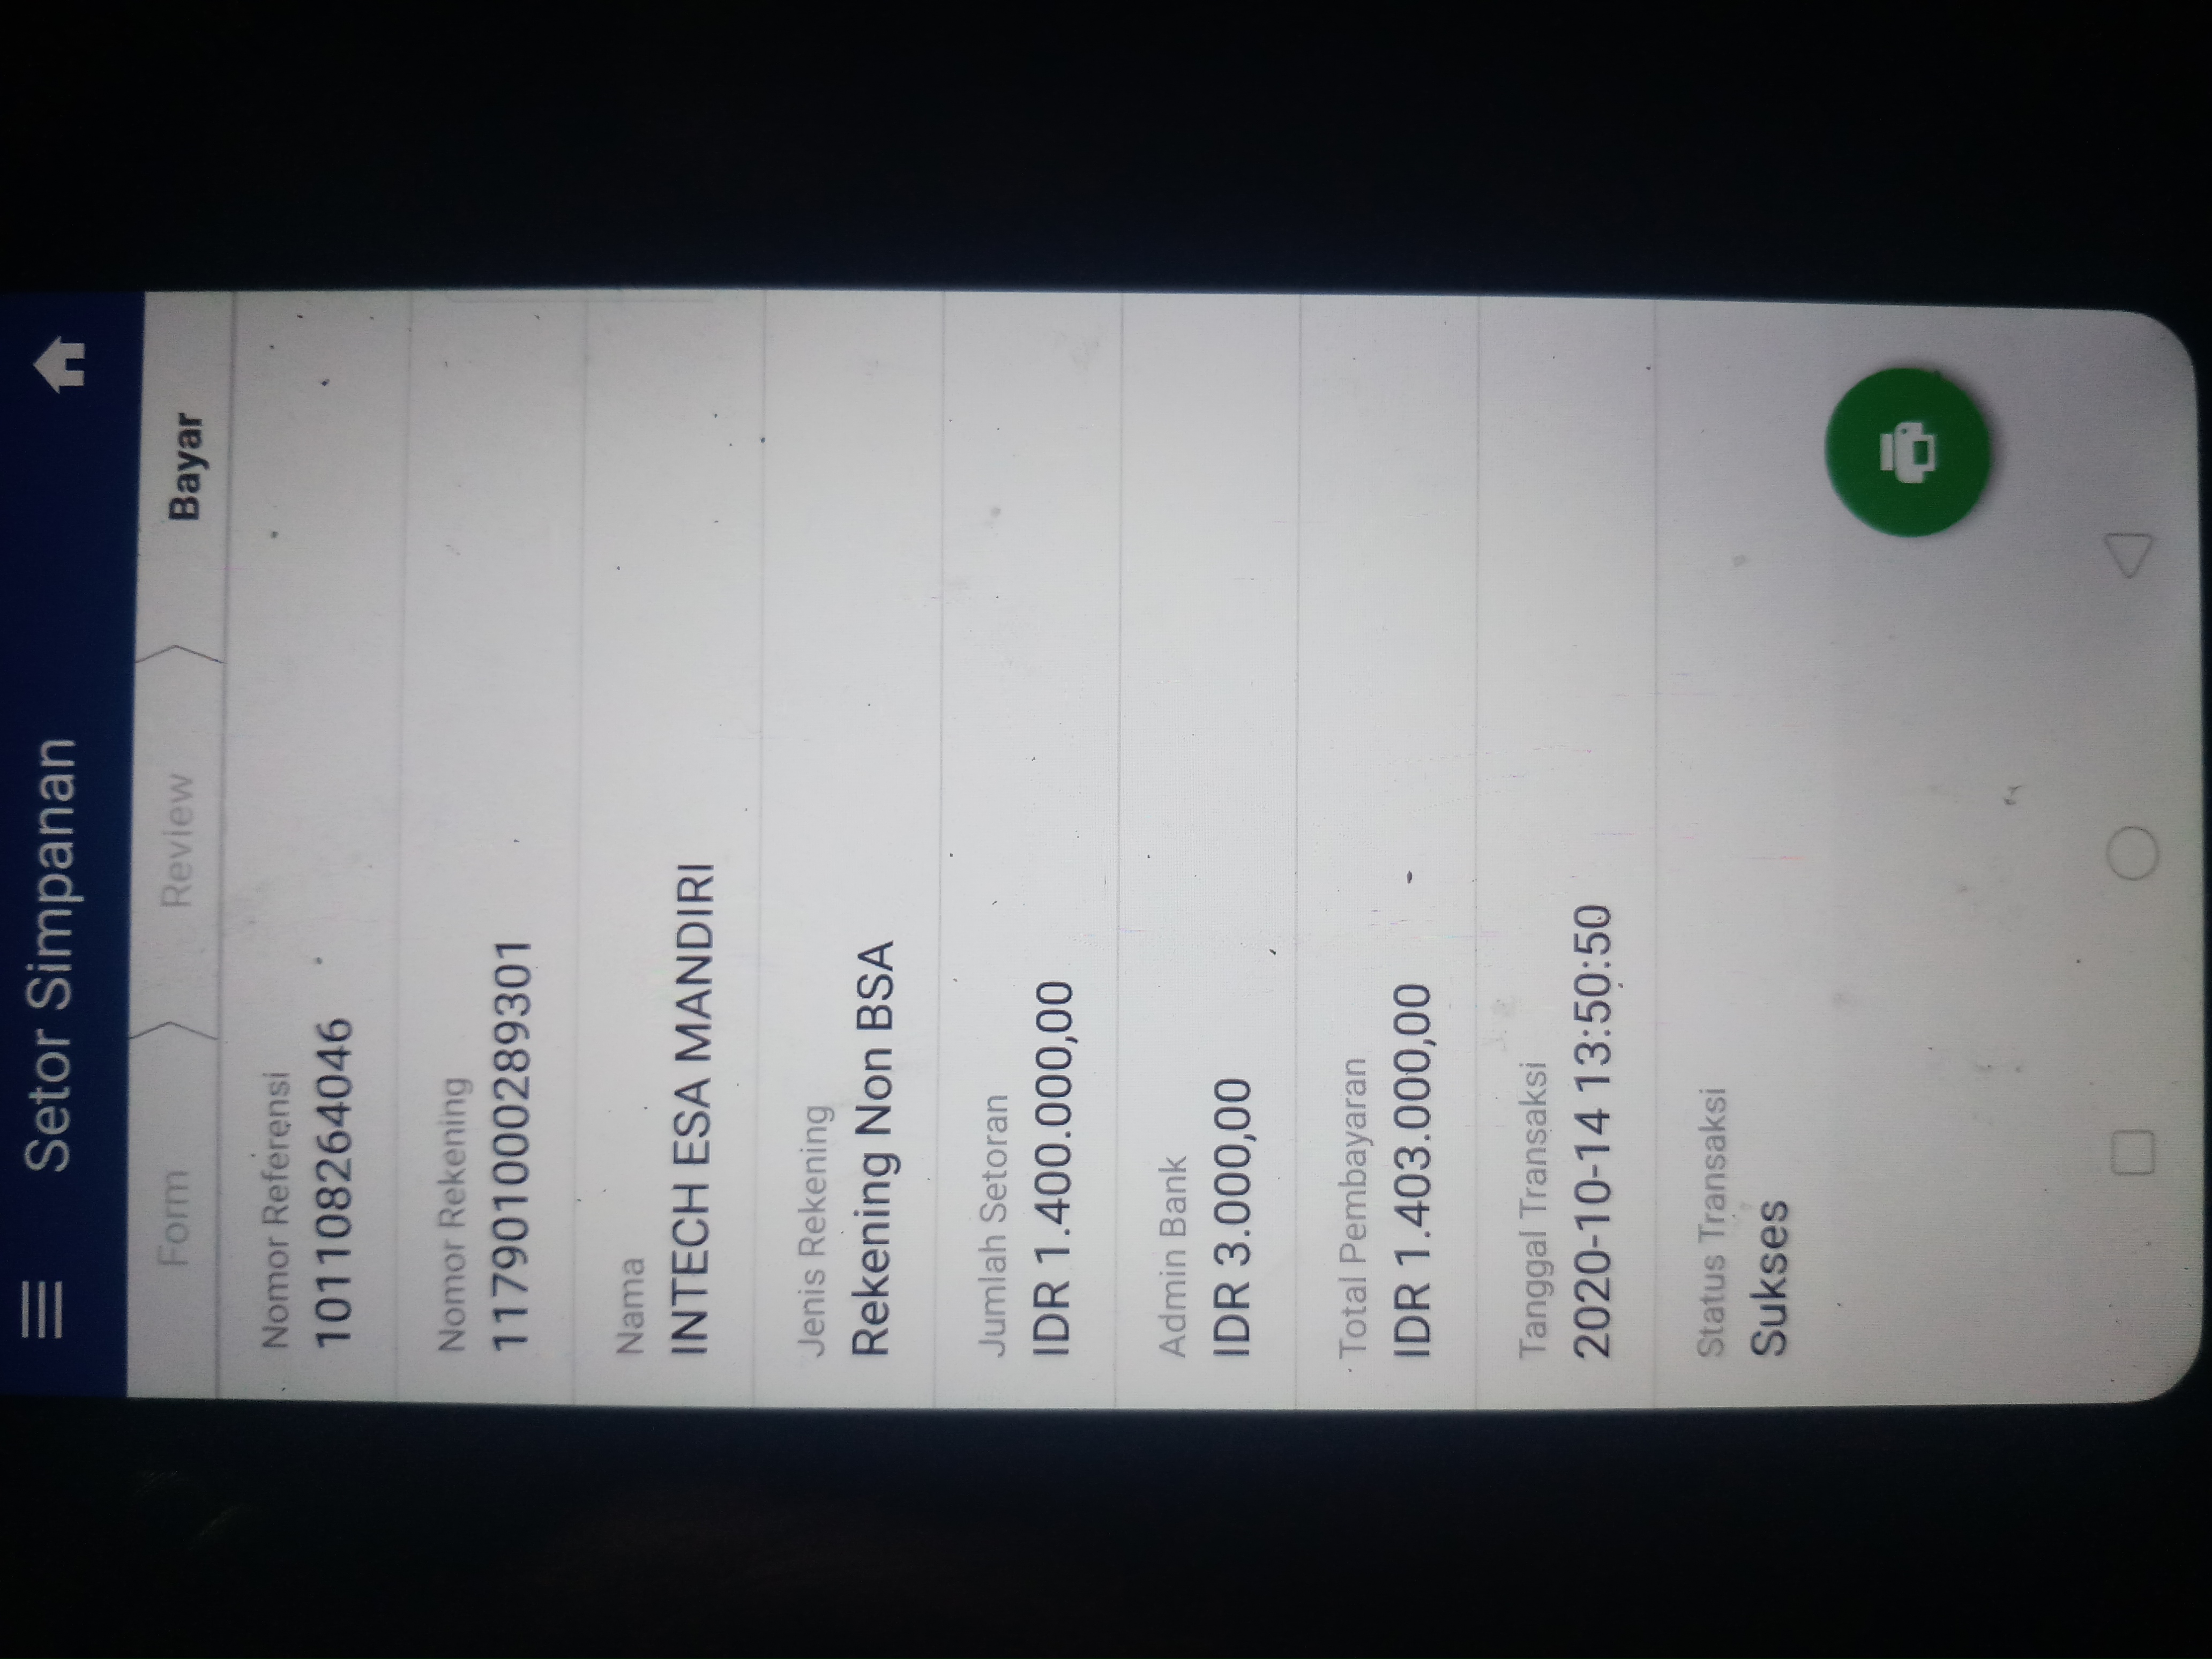 Setor Simpanan
Form
Review
Bayar
Nomor Referensi
101108264046
Nomor Rekening
117901000289301
Nama
INTECH ESA MANDIRI
Jenis Rekening
Rekening Non BSA
Jumlah Setoran
IDR 1.400.000,00
Admin Bank
IDR 3.000,00
Total Pembayaran
IDR 1.403.000,00
Tanggal Transaksi
2020-10-14 13:50:50
Status Transaksi
Sukses